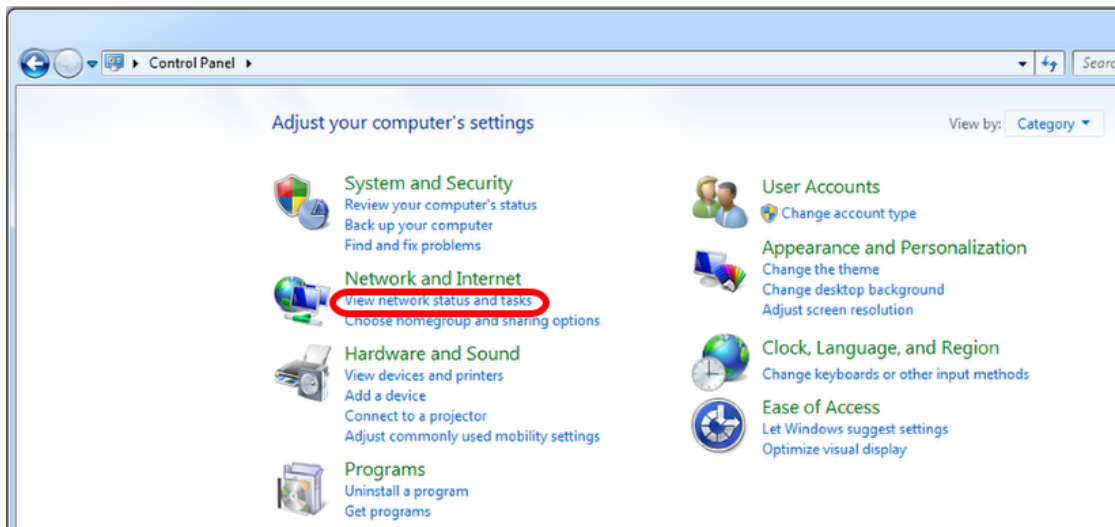 Control Panel
Adjust your computer's settings
View by: Category
System and Security
Review your computer's status
Back up your computer
Find and fix problems
Network and Internet
View network status and tasks
Choose homegroup and sharing options
Hardware and Sound
View devices and printers
Add a device
Connect to a projector
Adjust commonly used mobility settings
Programs
Uninstall a program
Get programs
User Accounts
Change account type
Appearance and Personalization
Change the theme
Change desktop background
Adjust screen resolution
Clock, Language, and Region
Change keyboards or other input methods
Ease of Access
Let Windows suggest settings
Optimize visual display